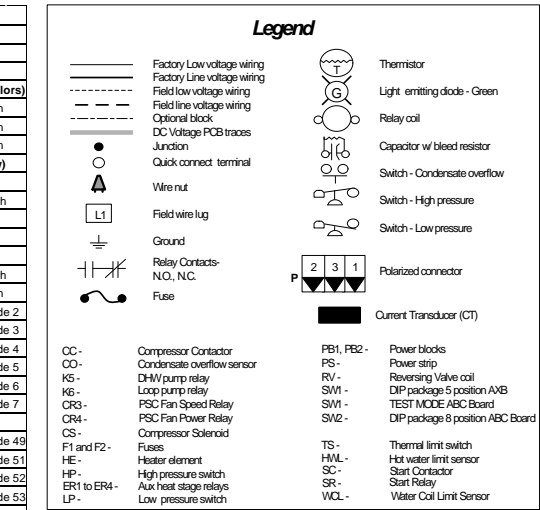 lors)
n
n
n
)
h
h
n
de 2
de 3
de 4
de 5
de 6
de 7
de 49
de 51
de 52
de 53
Legend
Factory Low voltage wiring
Factory Line voltage wiring
Field low voltage wiring
Field line voltage wiring
Optional block
DC Voltage PCB traces
Junction
Quick connect terminal
Wire nut
L1 Field wire lug
Ground
Relay Contacts-
N.O., N.C.
Fuse
T Thermistor
G Light emitting diode - Green
Relay coil
Capacitor w/ bleed resistor
Switch - Condensate overflow
Switch - High pressure
Switch - Low pressure
P 2 3 1 Polarized connector
Current Transducer (CT)
CC - Compressor Contactor
CO - Condensate overflow sensor
K5 - DHW pump relay
K6 - Loop pump relay
CR3 - PSC Fan Speed Relay
CR4 - PSC Fan Power Relay
CS - Compressor Solenoid
F1 and F2 - Fuses
HE - Heater element
HP - High pressure switch
ER1 to ER4 - Aux heat stage relays
LP - Low pressure switch
PB1, PB2 - Power blocks
PS - Power strip
RV - Reversing Valve coil
SW1 - DIP package 5 position AXB
SW1 - TEST MODE ABC Board
SW2 - DIP package 8 position ABC Board
TS - Thermal limit switch
HWL - Hot water limit sensor
SC - Start Contactor
SR - Start Relay
WCL - Water Coil Limit Sensor